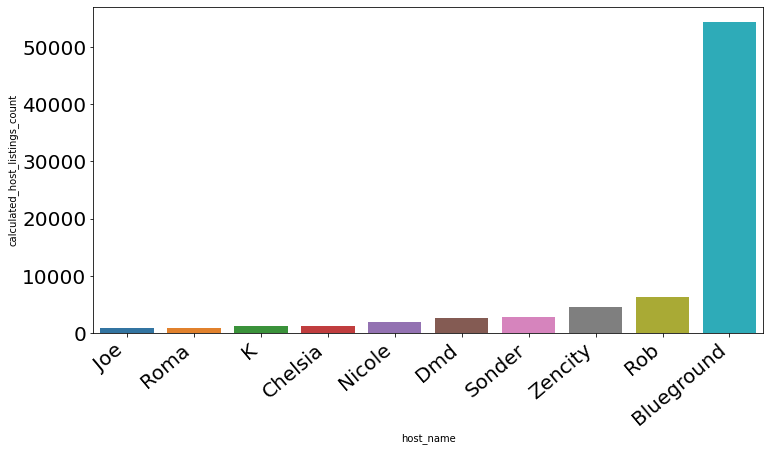 calculated_host_listings_count
50000
40000
30000
20000
10000
0
Joe
Roma
K
Chelsia
Nicole
Dmd
Sonder
Zencity
Rob
Blueground
host_name